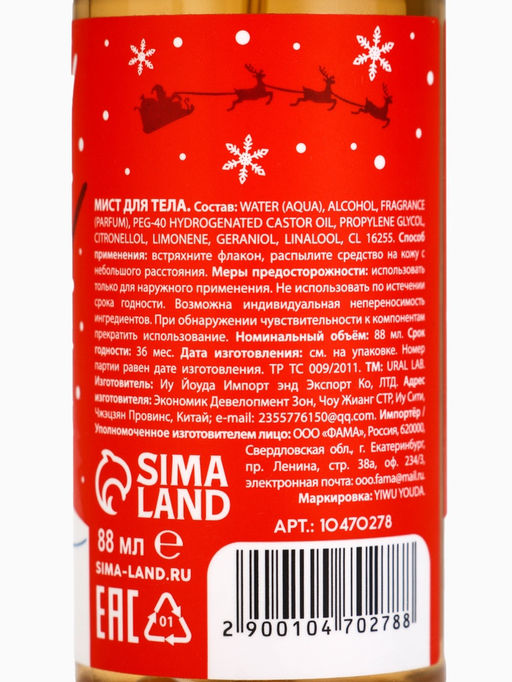 МИСТ ДЛЯ ТЕЛА. Состав: WATER (AQUA), ALCOHOL, FRAGRANCE
(PARFUM), PEG-40 HYDROGENATED CASTOR OIL, PROPYLENE GLYCOL,
CITRONELLOL, LIMONENE, GERANIOL, LINALOOL, CL 16255. Способ
применения: встряхните флакон, распылите средство на кожу с
небольшого расстояния. Меры предосторожности: использовать
только для наружного применения. Не использовать по истечении
срока годности. Возможна индивидуальная непереносимость
ингредиентов. При обнаружении чувствительности к компонентам
прекратить использование. Номинальный объём: 88 мл. Срок
годности: 36 мес. Дата изготовления: см. на упаковке. Номер
партии равен дате изготовления. ТР ТС 009/2011. ТМ: URAL LAB.
Изготовитель: Иу Йоуда Импорт энд Экспорт Ко, ЛТД. Адрес
изготовителя: Экономик Девелопмент Зон, Чоу Жианг СТР, Иу Сити,
Чжэцзян Провинс, Китай; e-mail: 2355776150@qq.com. Импортёр /
Уполномоченное изготовителем лицо: ООО «ФАМА», Россия, 620000,
Свердловская обл., г. Екатеринбург,
пр. Ленина, стр. 38а, оф. 234/3,
электронная почта: ooo.fama@mail.ru.
Маркировка: YIWU YOUDA.
SIMA
LAND
АРТ.: 10470278
88 МЛ ℮
SIMA-LAND.RU
EAC
01
2 900104 702788